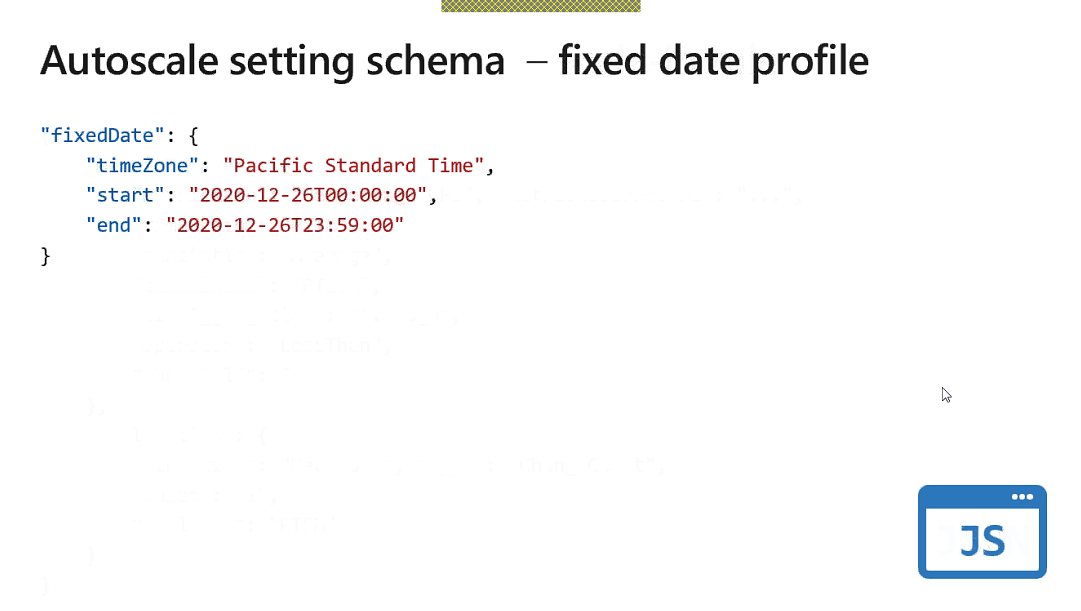 Autoscale setting schema – fixed date profile
"fixedDate": {
    "timeZone": "Pacific Standard Time",
    "start": "2020-12-26T00:00:00",
    "end": "2020-12-26T23:59:00"
}
JS